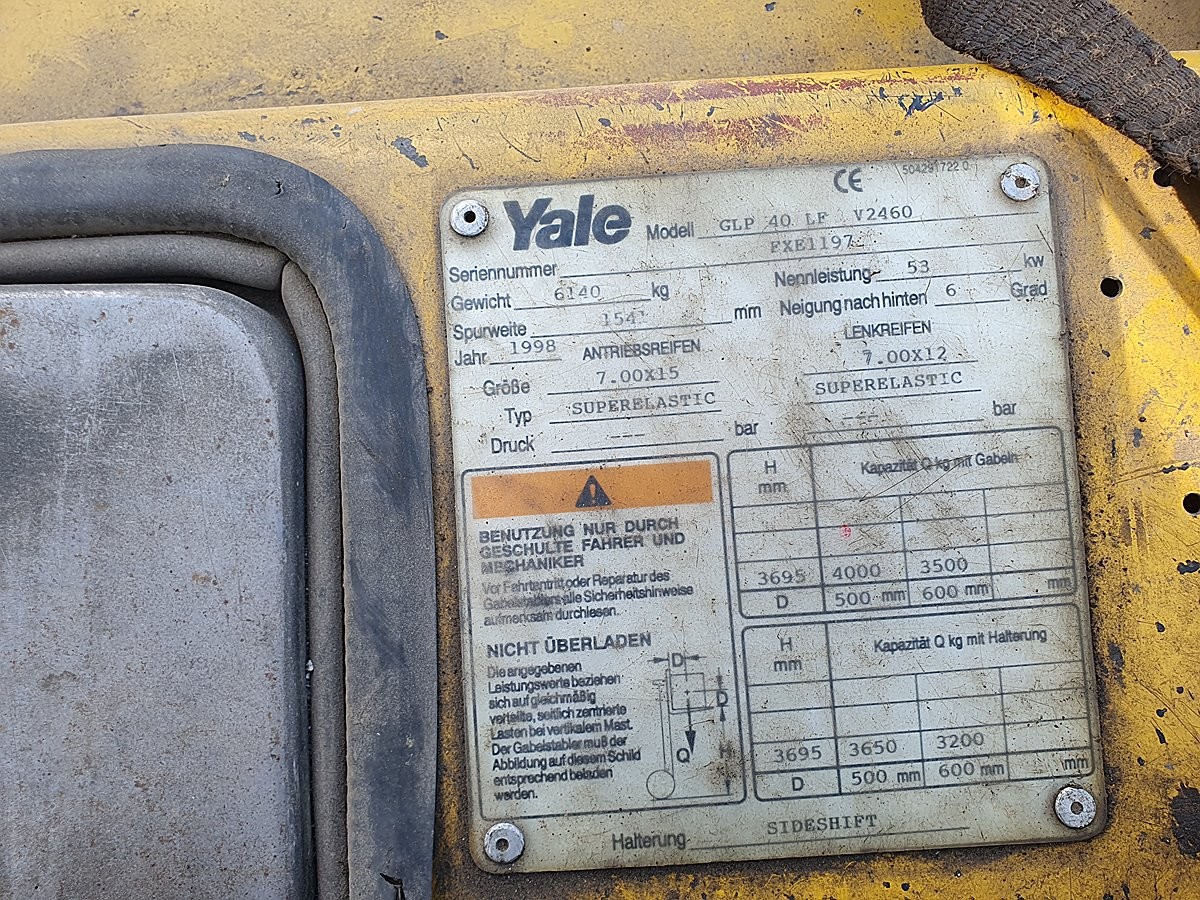 CE 504291722 0
Yale Modell GLP 40 LF V2460
Seriennummer FXE1197
Gewicht 6140 kg Nennleistung 53 kw
Spurweite mm Neigung nach hinten 6 Grad
Jahr 1998 ANTRIEBSREIFEN LENKREIFEN
Größe 7.00X15 7.00X12
Typ SUPERELASTIC SUPERELASTIC
Druck --- bar --- bar
BENUTZUNG NUR DURCH
GESCHULTE FAHRER UND
MECHANIKER
Vor Fahrtantritt oder Reparatur des
Gabelstaplers alle Sicherheitshinweise
aufmerksam durchlesen.
NICHT ÜBERLADEN
Die angegebenen
Leistungswerte beziehen
sich auf gleichmäßig
verteilte, seitlich zentrierte
Lasten bei vertikalem Mast.
Der Gabelstabler muß der
Abbildung auf diesem Schild
entsprechend beladen
werden.
D
D
Q
H
H mm Kapazität Q kg mit Gabeln
3695 4000 3500
D 500 mm 600 mm mm
H mm Kapazität Q kg mit Halterung
3695 3650 3200
D 500 mm 600 mm mm
Halterung SIDESHIFT